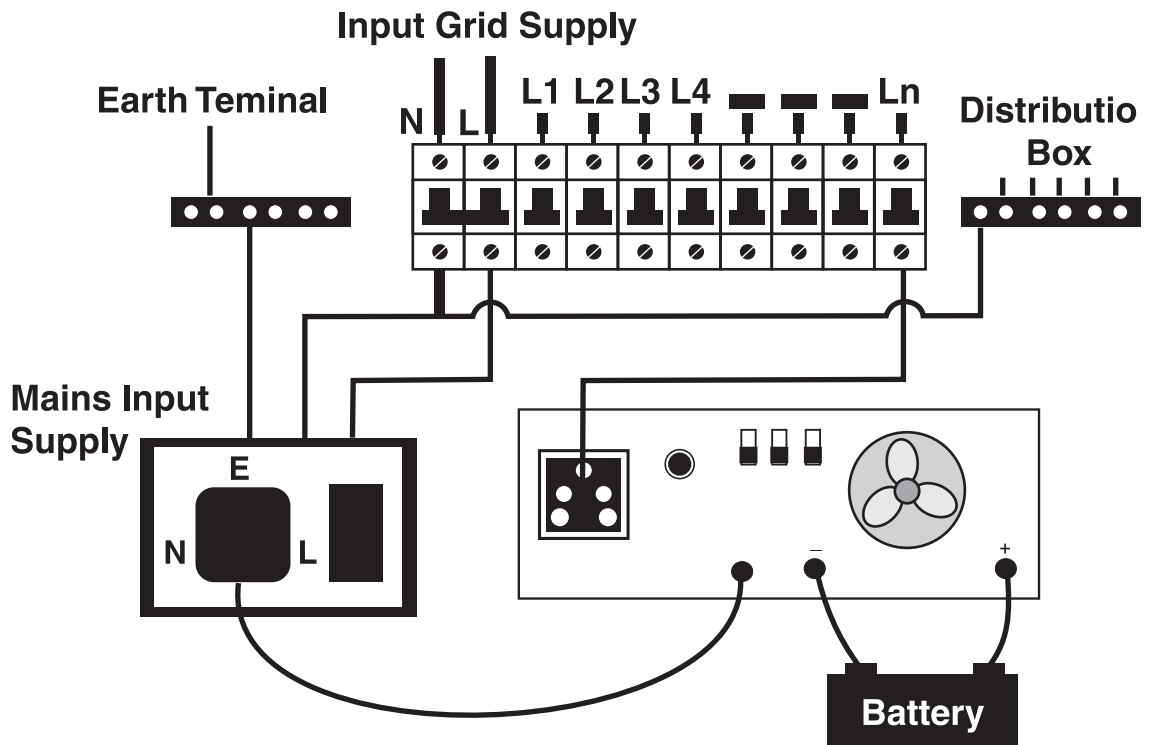 Input Grid Supply
Earth Teminal
N L L1 L2 L3 L4 Ln
Distributio
Box
Mains Input
Supply
E
N L
– +
Battery